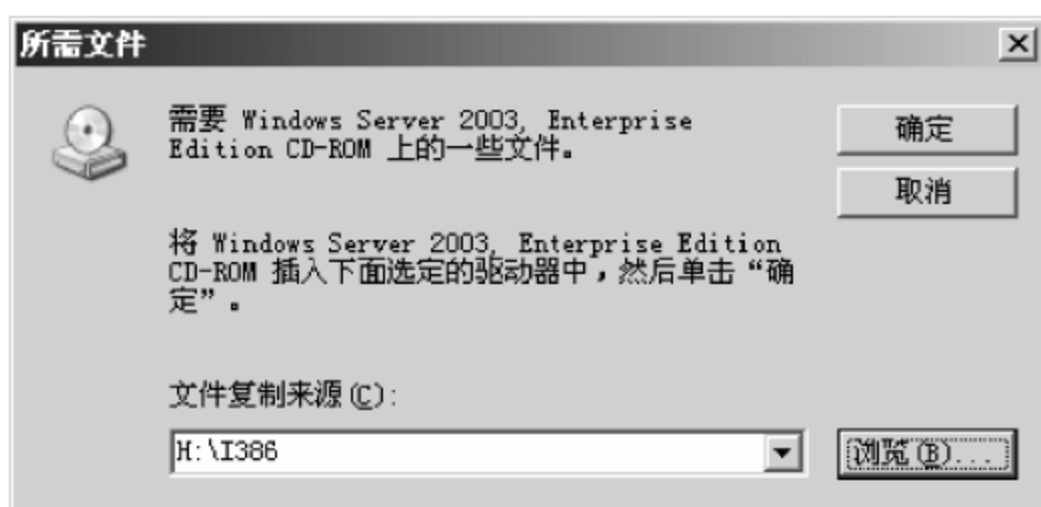 所需文件
需要 Windows Server 2003, Enterprise
Edition CD-ROM 上的一些文件。
确定
取消
将 Windows Server 2003, Enterprise Edition
CD-ROM 插入下面选定的驱动器中，然后单击“确
定”。
文件复制来源(C):
H:\I386
浏览(B)...